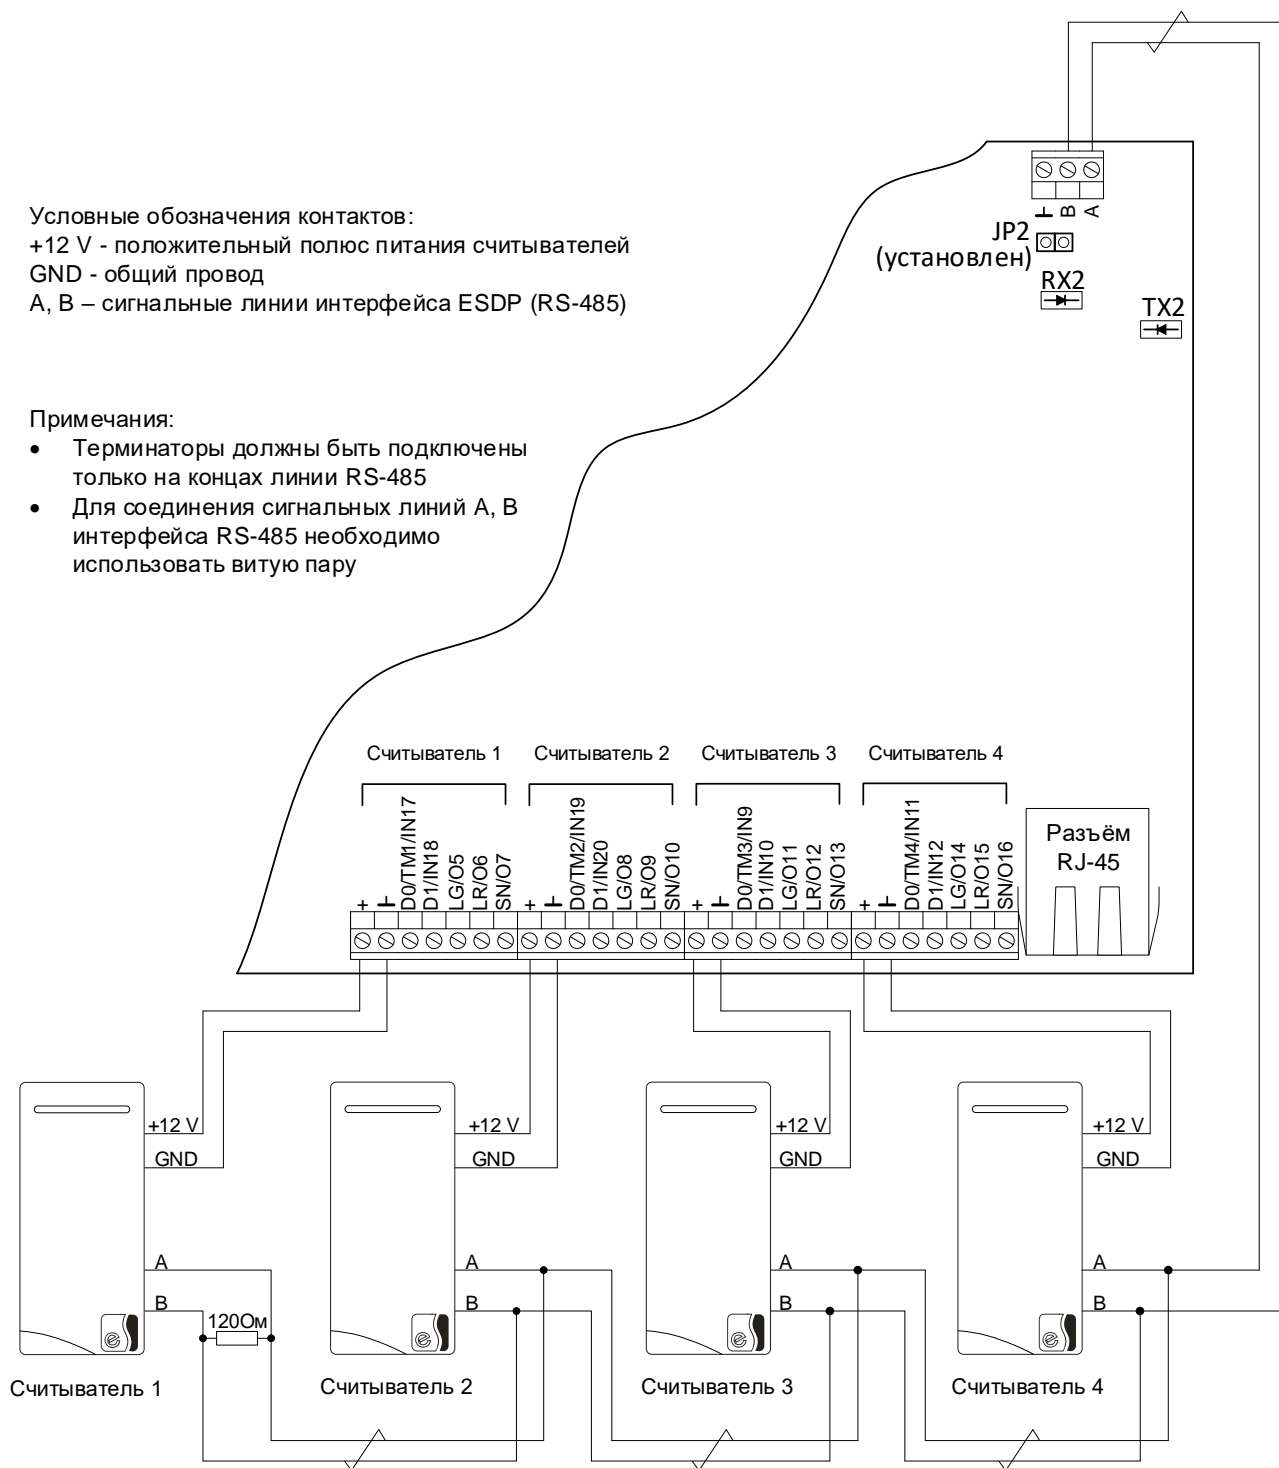 Условные обозначения контактов:
+12 V - положительный полюс питания считывателей
GND - общий провод
A, B – сигнальные линии интерфейса ESDP (RS-485)
Примечания:
• Терминаторы должны быть подключены
только на концах линии RS-485
• Для соединения сигнальных линий A, B
интерфейса RS-485 необходимо
использовать витую пару
B
A
JP2
(установлен)
RX2
TX2
Считыватель 1
Считыватель 2
Считыватель 3
Считыватель 4
+
D0/TM1/IN17
D1/IN18
LG/O5
LR/O6
SN/O7
+
D0/TM2/IN19
D1/IN20
LG/O8
LR/O9
SN/O10
+
D0/TM3/IN9
D1/IN10
LG/O11
LR/O12
SN/O13
+
D0/TM4/IN11
D1/IN12
LG/O14
LR/O15
SN/O16
Разъём
RJ-45
+12 V
GND
A
B
+12 V
GND
A
B
+12 V
GND
A
B
+12 V
GND
A
B
120Ом
e
e
e
e
Считыватель 1
Считыватель 2
Считыватель 3
Считыватель 4